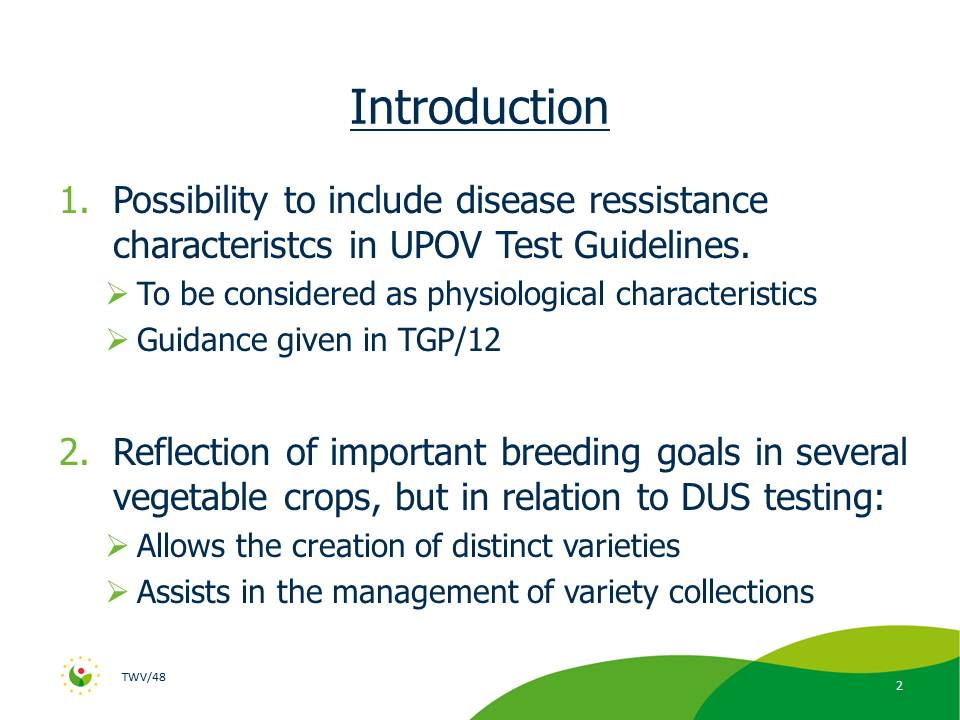 Introduction
1. Possibility to include disease ressistance
characteristcs in UPOV Test Guidelines.
➢ To be considered as physiological characteristics
➢ Guidance given in TGP/12
2. Reflection of important breeding goals in several
vegetable crops, but in relation to DUS testing:
➢ Allows the creation of distinct varieties
➢ Assists in the management of variety collections
TWV/48
2